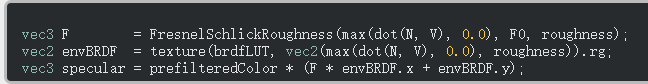 vec3 F        = FresnelSchlickRoughness(max(dot(N, V), 0.0), F0, roughness);
vec2 envBRDF  = texture(brdfLUT, vec2(max(dot(N, V), 0.0), roughness)).rg;
vec3 specular = prefilteredColor * (F * envBRDF.x + envBRDF.y);